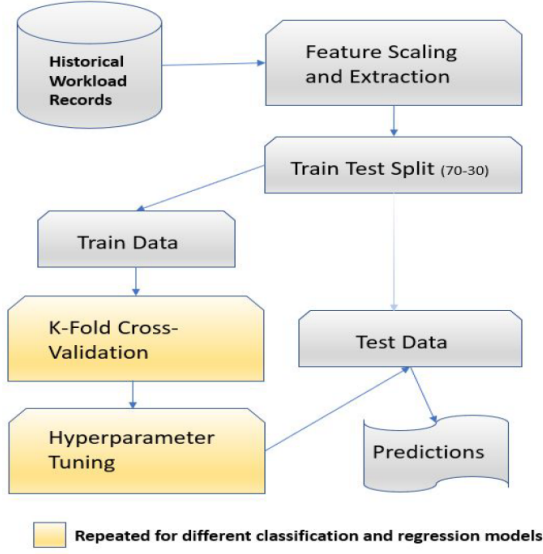 Historical
Workload
Records
Feature Scaling
and Extraction
Train Test Split (70-30)
Train Data
K-Fold Cross-
Validation
Test Data
Hyperparameter
Tuning
Predictions
Repeated for different classification and regression models